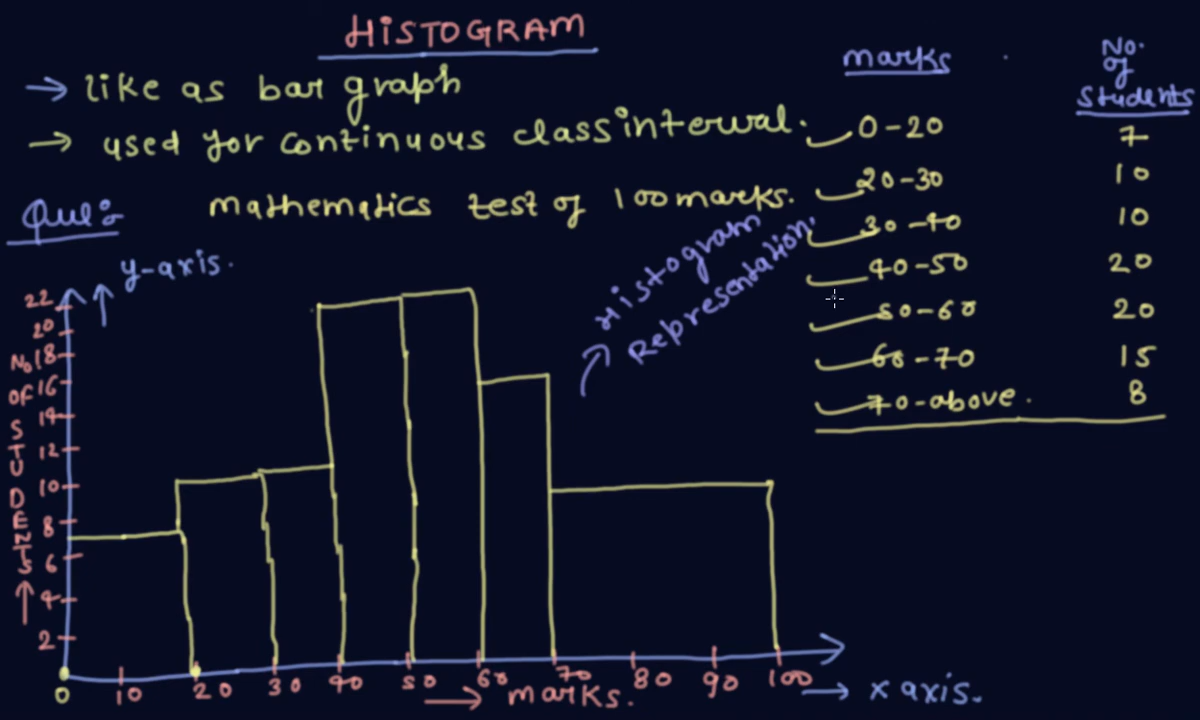 HISTOGRAM
→ like as bar graph
→ used for continuous class interval.
Que:
mathematics test of 100 marks.
marks No. of Students
0-20 7
20-30 10
30-40 10
40-50 20
50-60 20
60-70 15
70-above. 8
Histogram
Representation.
y-axis.
22
20
18
16
14
12
10
8
6
4
2
No OF STUDENTS →
0 10 20 30 40 50 60 70 80 90 100
→ marks. → x axis.